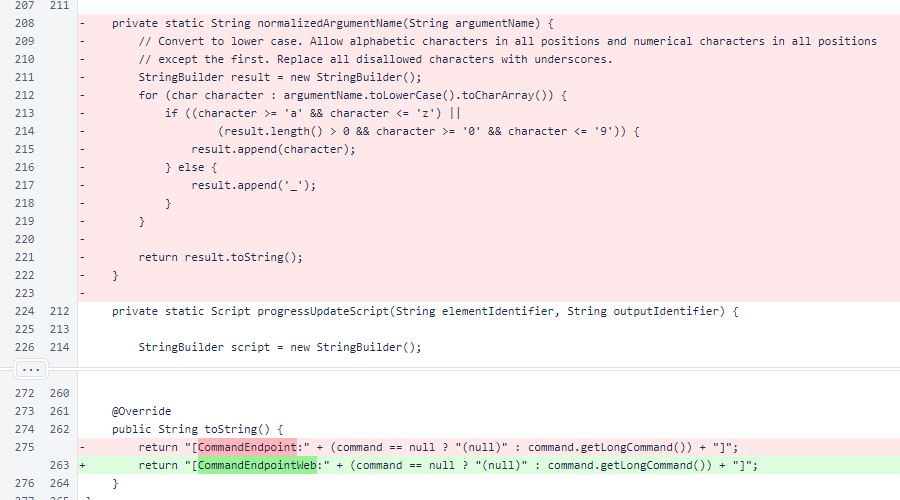 207 211
208 - private static String normalizedArgumentName(String argumentName) {
209 - // Convert to lower case. Allow alphabetic characters in all positions and numerical characters in all positions
210 - // except the first. Replace all disallowed characters with underscores.
211 - StringBuilder result = new StringBuilder();
212 - for (char character : argumentName.toLowerCase().toCharArray()) {
213 - if ((character >= 'a' && character <= 'z') ||
214 - (result.length() > 0 && character >= '0' && character <= '9')) {
215 - result.append(character);
216 - } else {
217 - result.append('_');
218 - }
219 - }
220 -
221 - return result.toString();
222 - }
223 -
224 212 private static Script progressUpdateScript(String elementIdentifier, String outputIdentifier) {
225 213
226 214 StringBuilder script = new StringBuilder();
...
272 260
273 261 @Override
274 262 public String toString() {
275 - return "[CommandEndpoint:" + (command == null ? "(null)" : command.getLongCommand()) + "]";
263 + return "[CommandEndpointWeb:" + (command == null ? "(null)" : command.getLongCommand()) + "]";
276 264 }